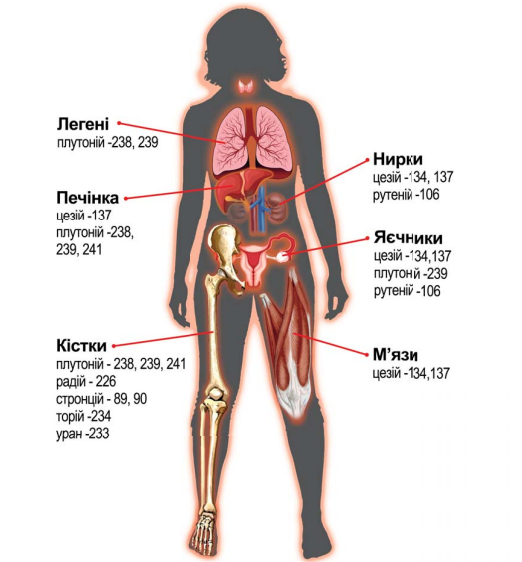 Легені
плутоній -238, 239
Печінка
цезій -137
плутоній -238,
239, 241
Кістки
плутоній - 238, 239, 241
радій - 226
стронцій - 89, 90
торій -234
уран -233
Нирки
цезій -134, 137
рутеній -106
Яєчники
цезій -134,137
плутоній -239
рутеній -106
М’язи
цезій -134,137